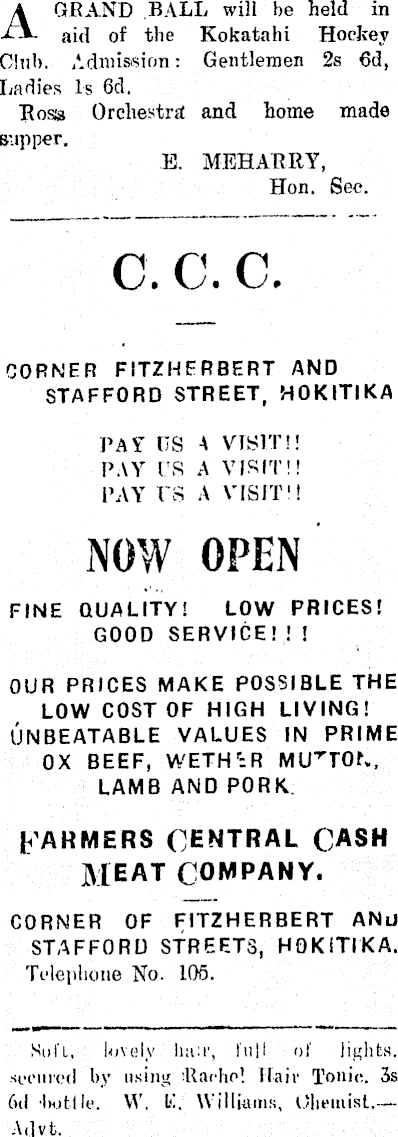 A GRAND BALL will be held in
aid of the Kokatahi Hockey
Club. Admission: Gentlemen 2s 6d,
Ladies 1s 6d.
Ross Orchestra and home made
supper.
E. MEHARRY,
Hon. Sec.
C. C. C.
CORNER FITZHERBERT AND
STAFFORD STREET, HOKITIKA
PAY US A VISIT!!
PAY US A VISIT!!
PAY US A VISIT!!
NOW OPEN
FINE QUALITY! LOW PRICES!
GOOD SERVICE!!!
OUR PRICES MAKE POSSIBLE THE
LOW COST OF HIGH LIVING!
UNBEATABLE VALUES IN PRIME
OX BEEF, WETHER MUTTON,
LAMB AND PORK.
FARMERS CENTRAL CASH
MEAT COMPANY.
CORNER OF FITZHERBERT AND
STAFFORD STREETS, HOKITIKA.
Telephone No. 105.
Soft, lovely hair, full of lights,
secured by using Rachel Hair Tonic. 3s
6d bottle. W. E. Williams, Chemist.—
Advt.